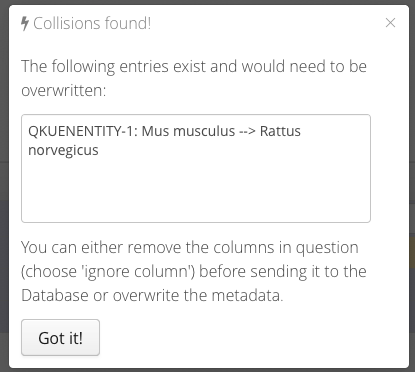 Collisions found!
The following entries exist and would need to be
overwritten:
QKUENENTITY-1: Mus musculus --> Rattus
norvegicus
You can either remove the columns in question
(choose 'ignore column') before sending it to the
Database or overwrite the metadata.
Got it!